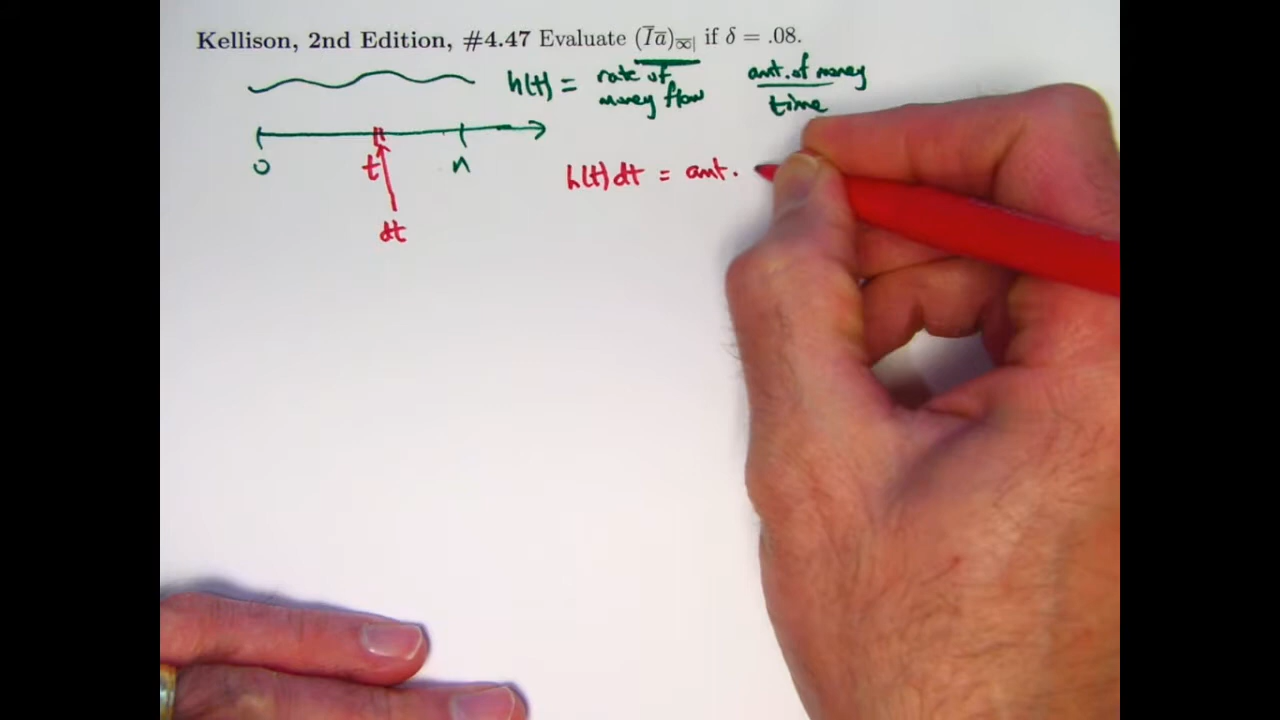 Kellison, 2nd Edition, #4.47 Evaluate (I̅a̅)∞̅| if δ = .08.
h(t) = rate of money flow
amt. of money / time
0 t n
dt
h(t)dt = amt.